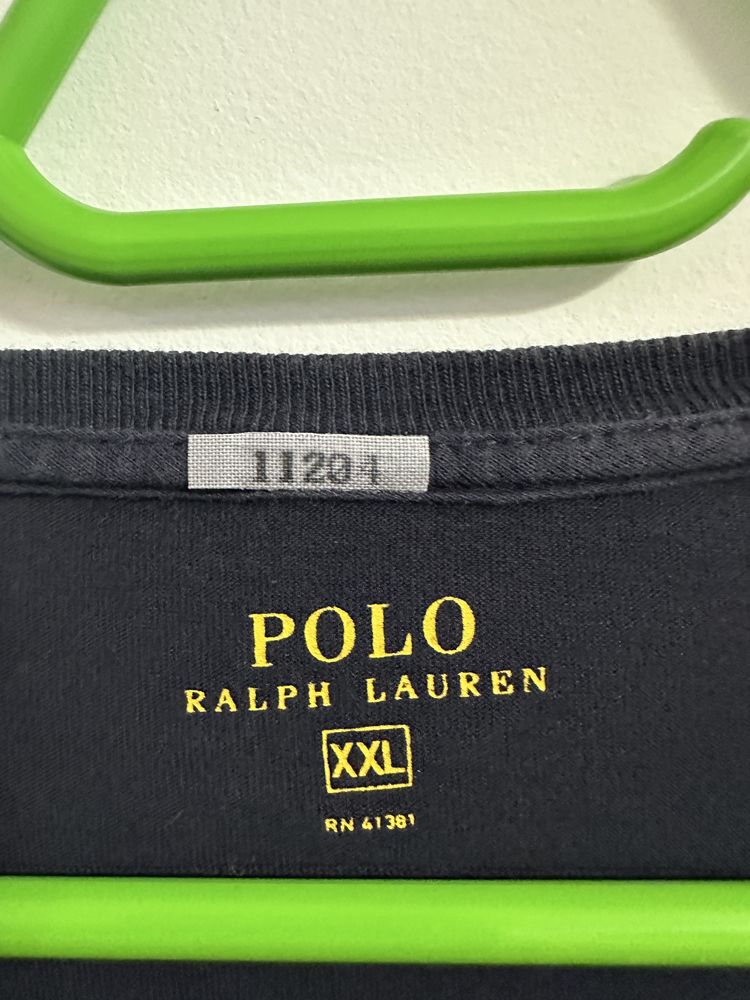 11204
POLO
RALPH LAUREN
XXL
RN 41381